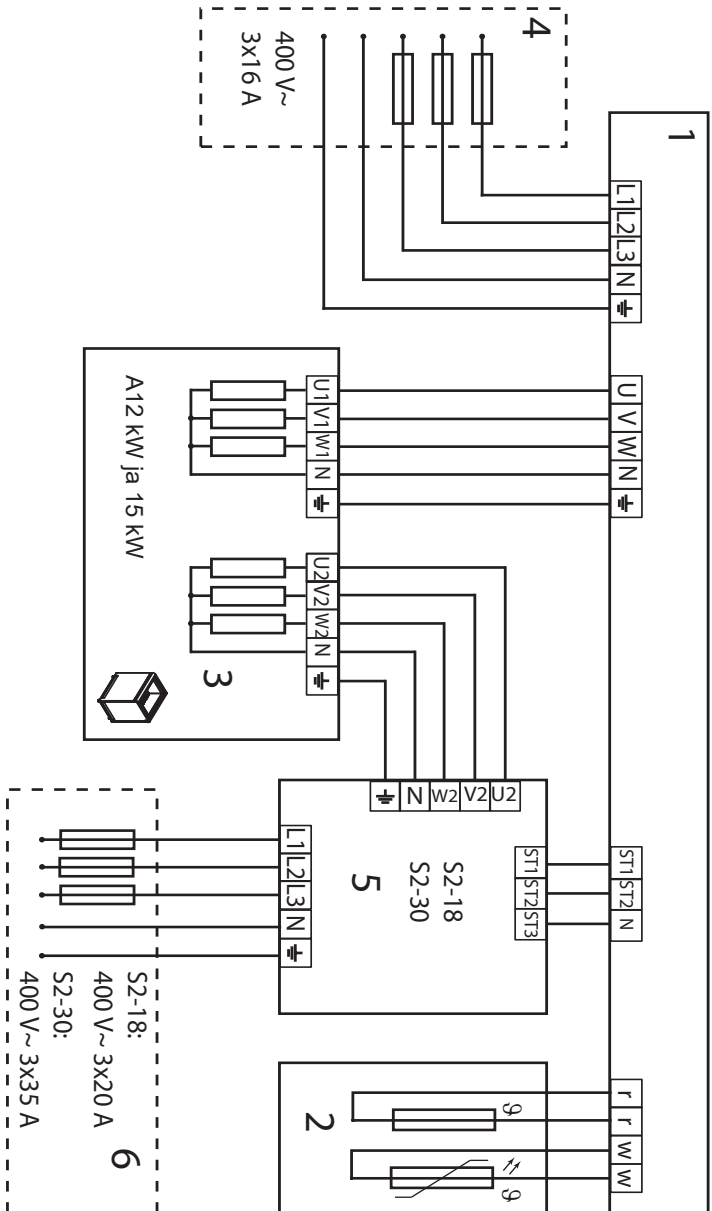 1
L1 L2 L3 N
U V W N
ST1 ST2 N
r r w w
4
400 V~
3x16 A
U1 V1 W1 N
U2 V2 W2 N
A12 kW ja 15 kW
3
N W2 V2 U2
ST1 ST2 ST3
S2-18
S2-30
5
L1 L2 L3 N
S2-18:
400 V~ 3x20 A
S2-30:
400 V~ 3x35 A
6
2
ϑ
ϑ